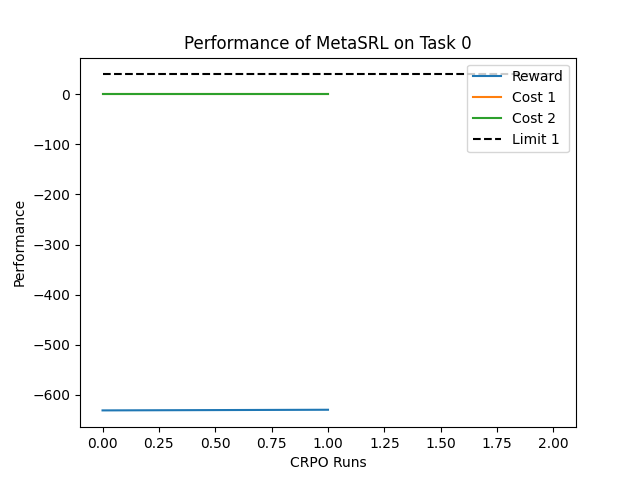 Performance of MetaSRL on Task 0
Reward
Cost 1
Cost 2
Limit 1
0
−100
−200
−300
−400
−500
−600
Performance
0.00 0.25 0.50 0.75 1.00 1.25 1.50 1.75 2.00
CRPO Runs